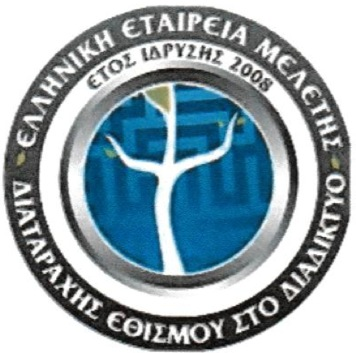 ΕΛΛΗΝΙΚΗ ΕΤΑΙΡΕΙΑ ΜΕΛΕΤΗΣ
ΕΤΟΣ ΙΔΡΥΣΗΣ 2008
ΔΙΑΤΑΡΑΧΗΣ ΕΘΙΣΜΟΥ ΣΤΟ ΔΙΑΔΙΚΤΥΟ